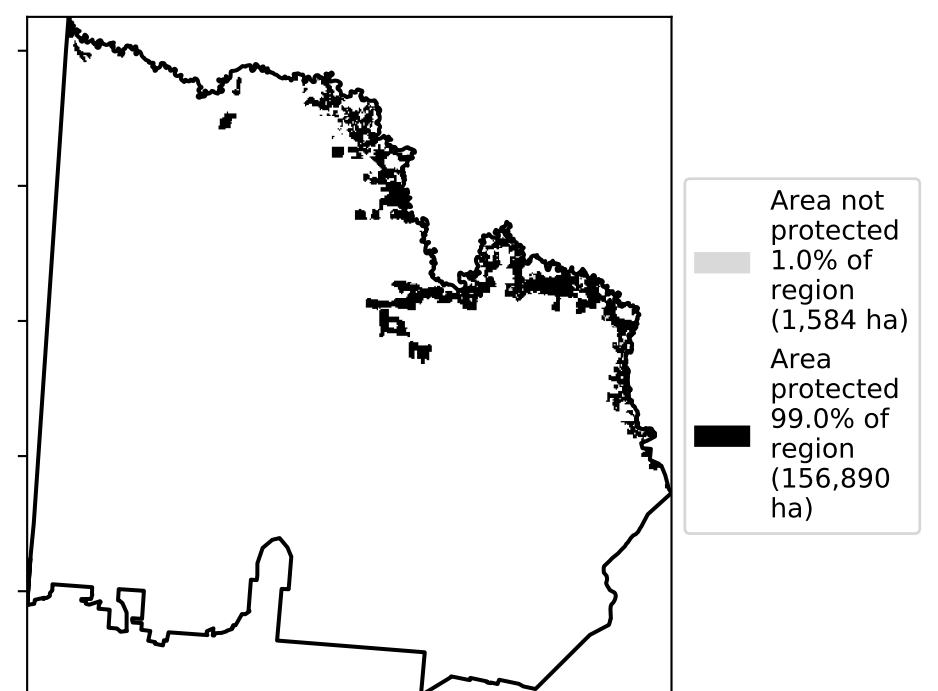 Area not
protected
1.0% of
region
(1,584 ha)
Area
protected
99.0% of
region
(156,890
ha)